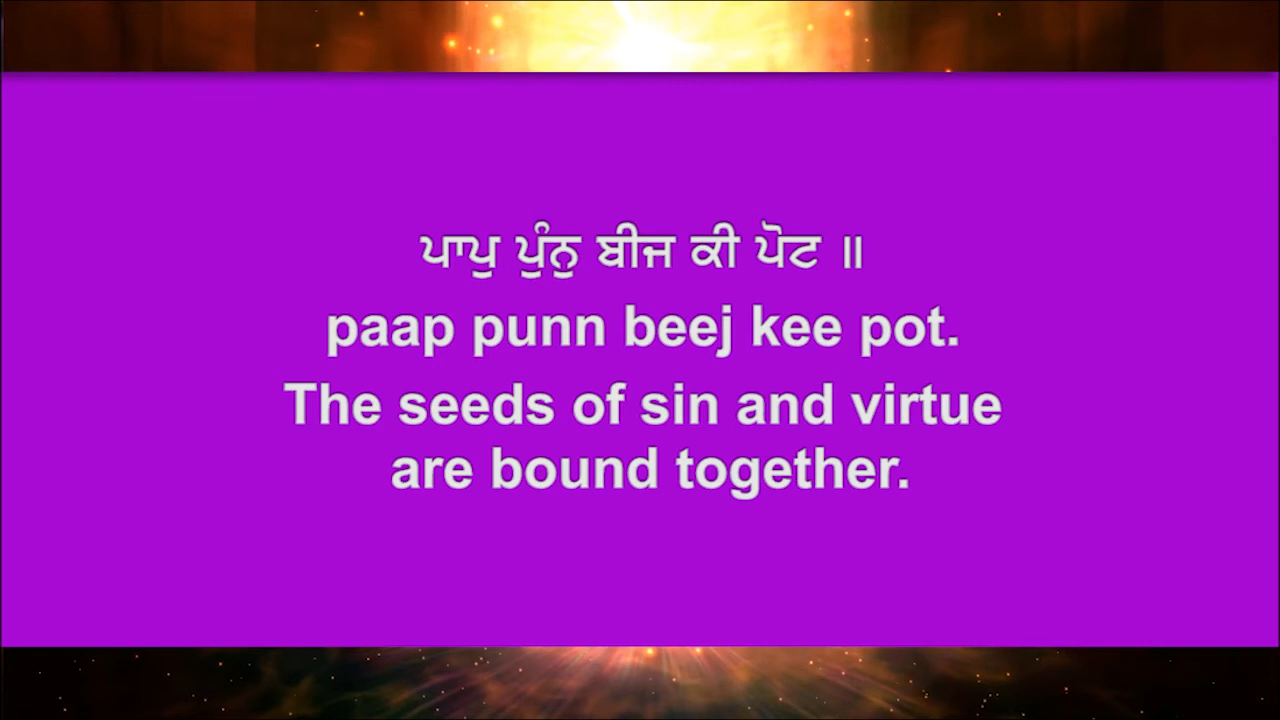 ਪਾਪੁ ਪੁੰਨੁ ਬੀਜ ਕੀ ਪੋਟ ॥
paap punn beej kee pot.
The seeds of sin and virtue
are bound together.